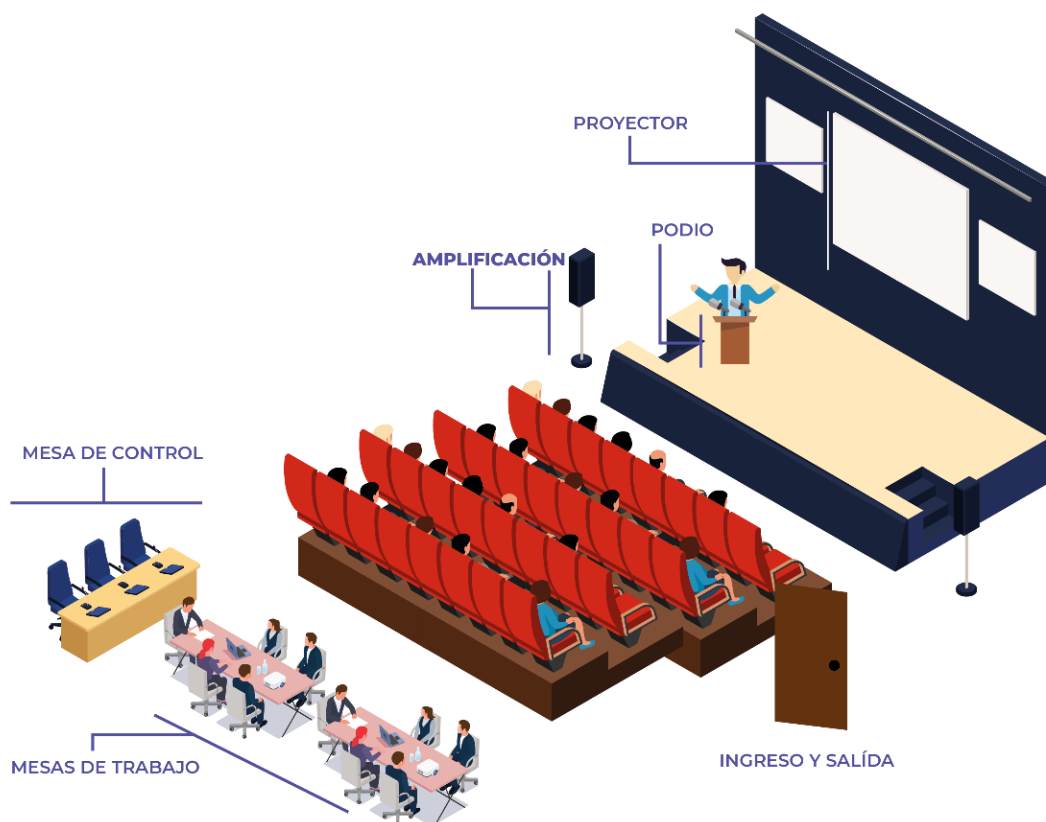 PROYECTOR
PODIO
AMPLIFICACIÓN
MESA DE CONTROL
MESAS DE TRABAJO
INGRESO Y SALÍDA